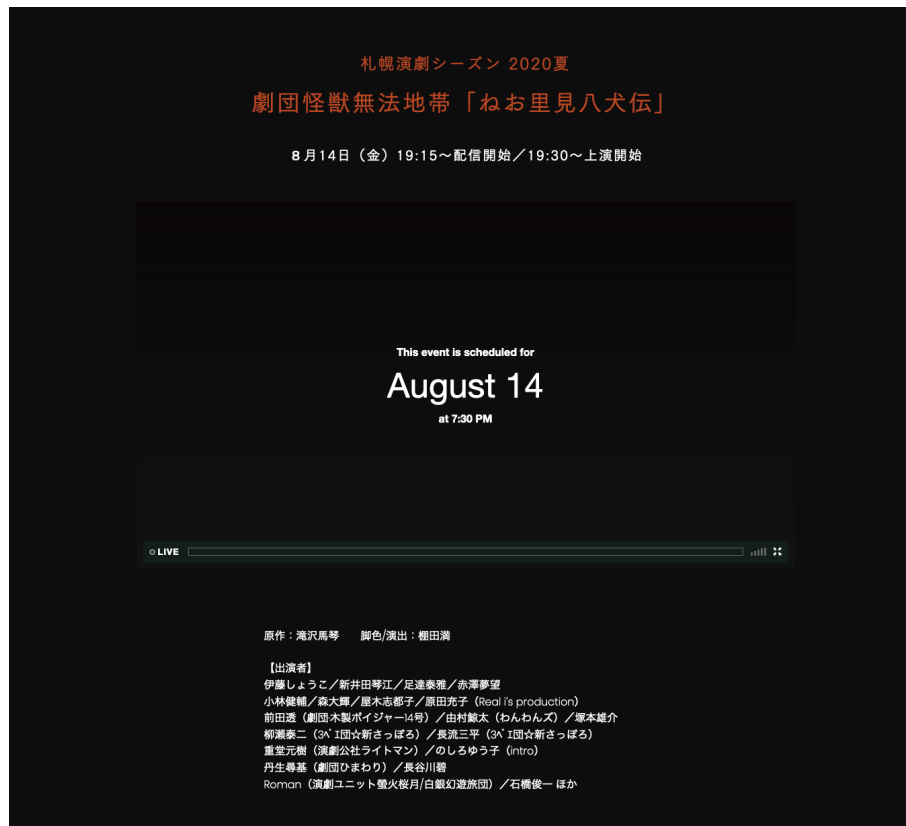 札幌演劇シーズン 2020夏
劇団怪獣無法地帯「ねお里見八犬伝」
8月14日（金）19:15～配信開始／19:30～上演開始
This event is scheduled for
August 14
at 7:30 PM
LIVE
原作：滝沢馬琴　　脚色/演出：棚田満
【出演者】
伊藤しょうこ／新井田琴江／足達泰雅／赤澤夢望
小林健輔／森大輝／屋木志都子／原田充子（Real i's production）
前田透（劇団木製ボイジャー14号）／由村鯨太（わんわんズ）／塚本雄介
柳瀬泰二（3ﾍﾟｴ団☆新さっぽろ）／長流三平（3ﾍﾟｴ団☆新さっぽろ）
重堂元樹（演劇公社ライトマン）／のしろゆう子（intro）
丹生尋基（劇団ひまわり）／長谷川碧
Roman（演劇ユニット螢火桜月/白銀幻遊旅団）／石橋俊一 ほか